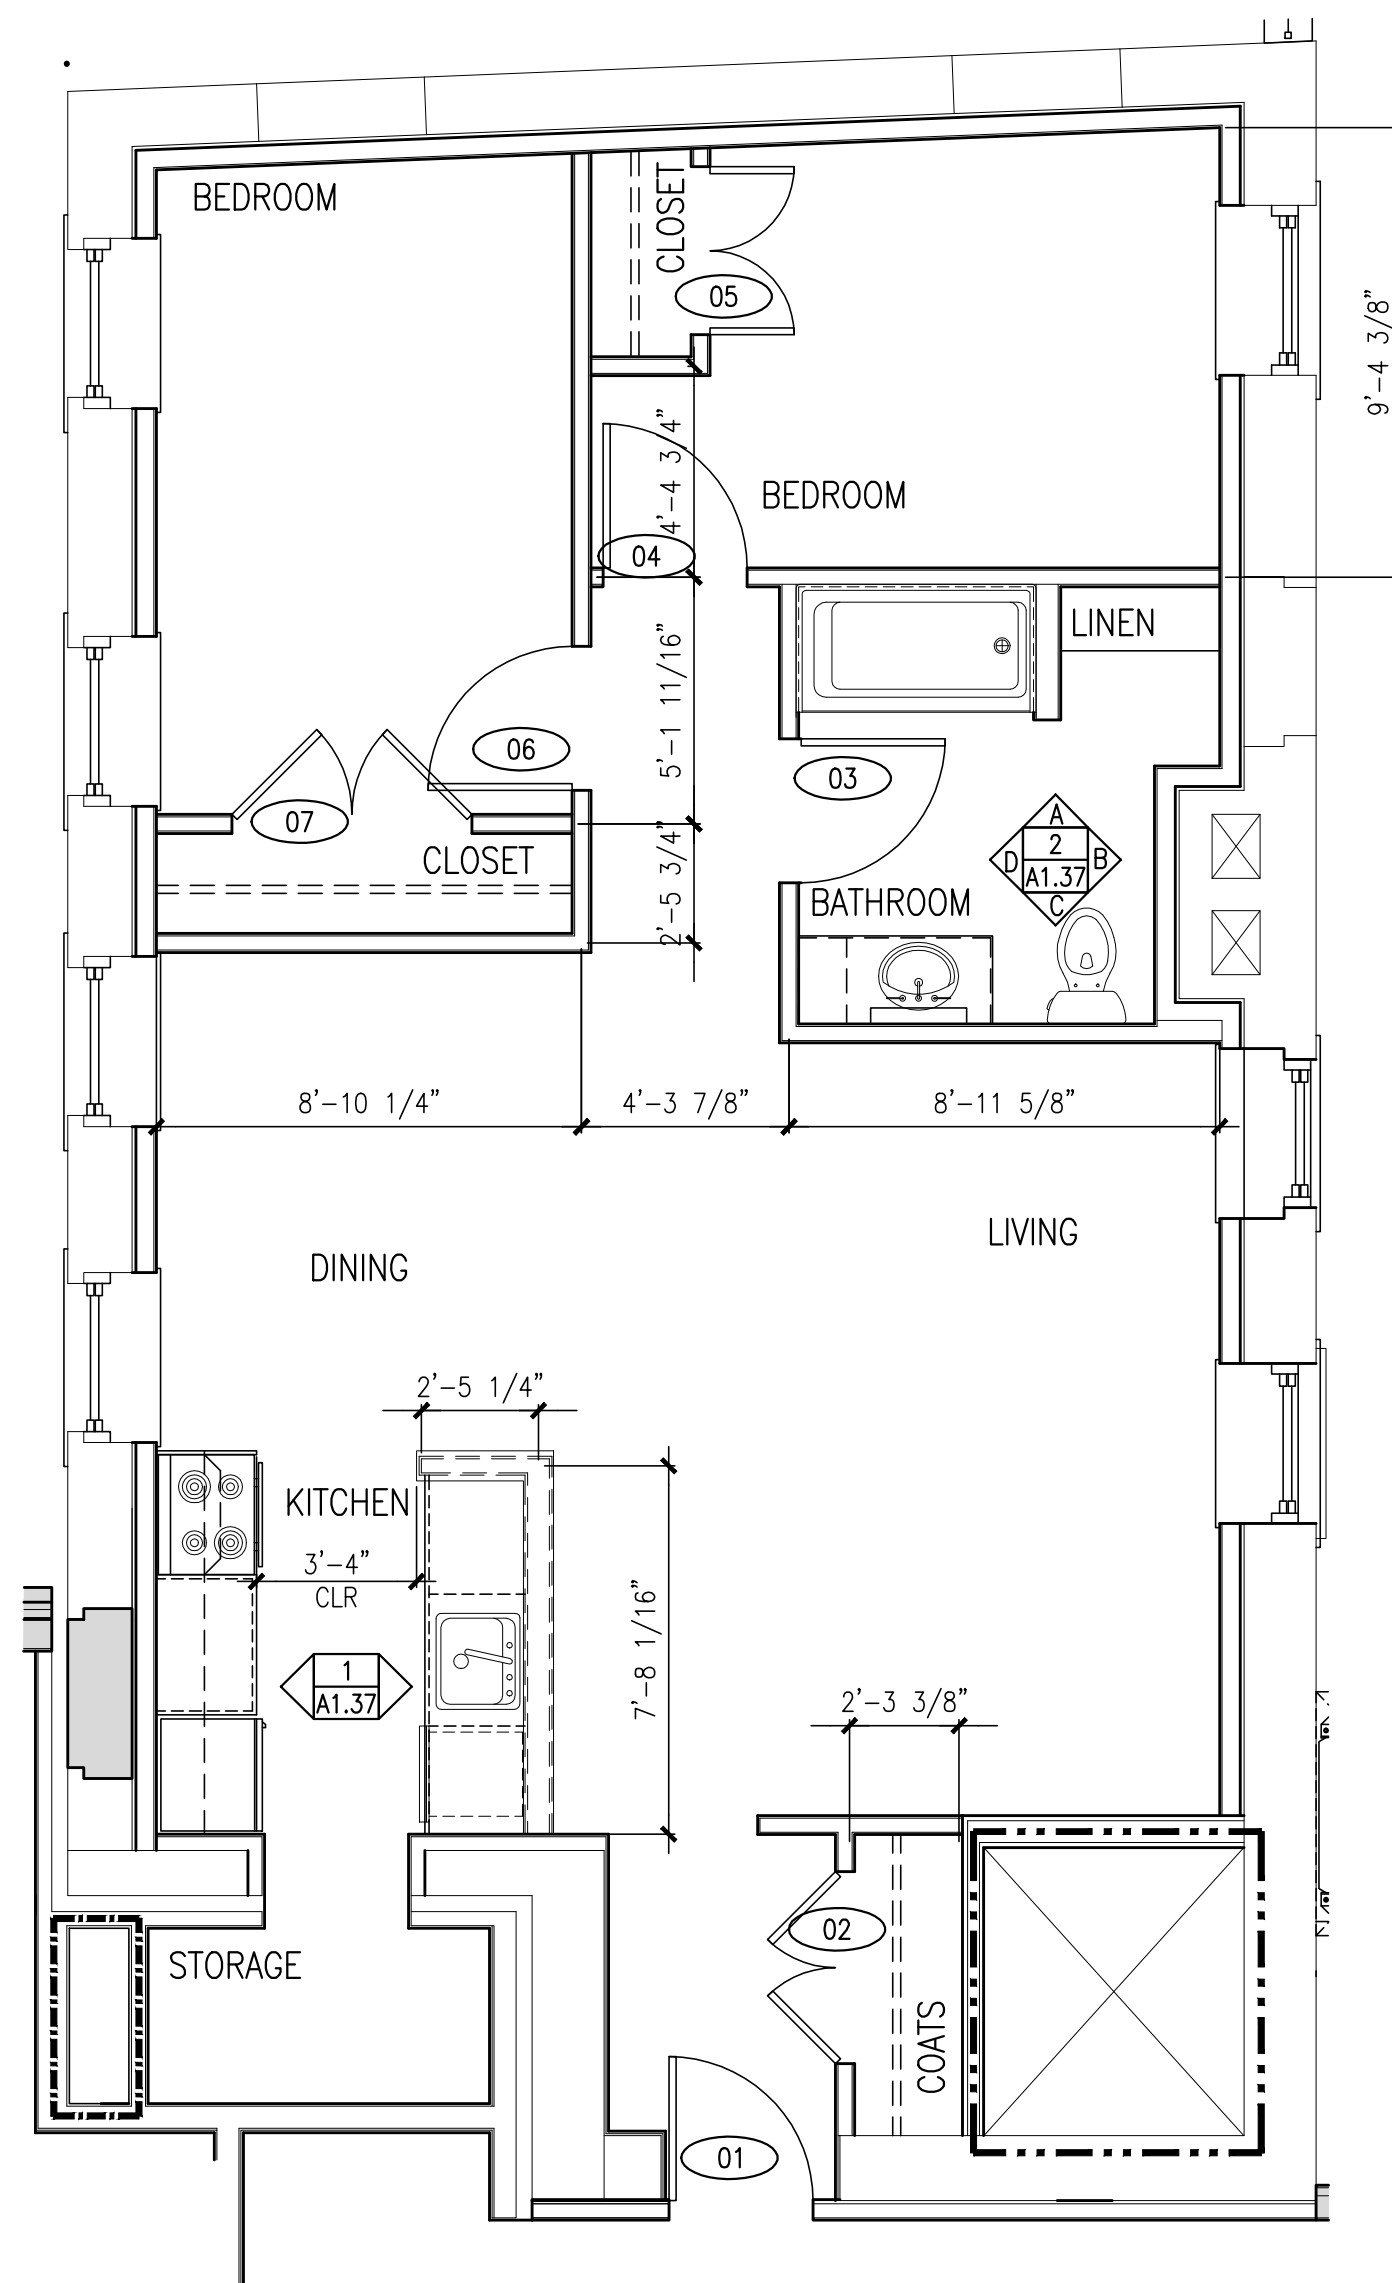 BEDROOM
CLOSET
05
9'-4 3/8"
4'-4 3/4"
BEDROOM
04
LINEN
5'-1 11/16"
06
03
07
A
2
D
B
A1.37
C
CLOSET
2'-5 3/4"
BATHROOM
8'-10 1/4"
4'-3 7/8"
8'-11 5/8"
LIVING
DINING
2'-5 1/4"
KITCHEN
3'-4"
CLR
7'-8 1/16"
1
A1.37
2'-3 3/8"
02
STORAGE
COATS
01